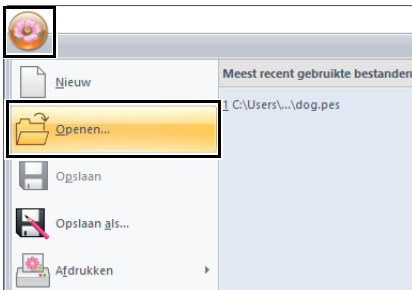 Nieuw
Openen...
Opslaan
Opslaan als...
Afdrukken
Meest recent gebruikte bestanden
1 C:\Users\...\dog.pes